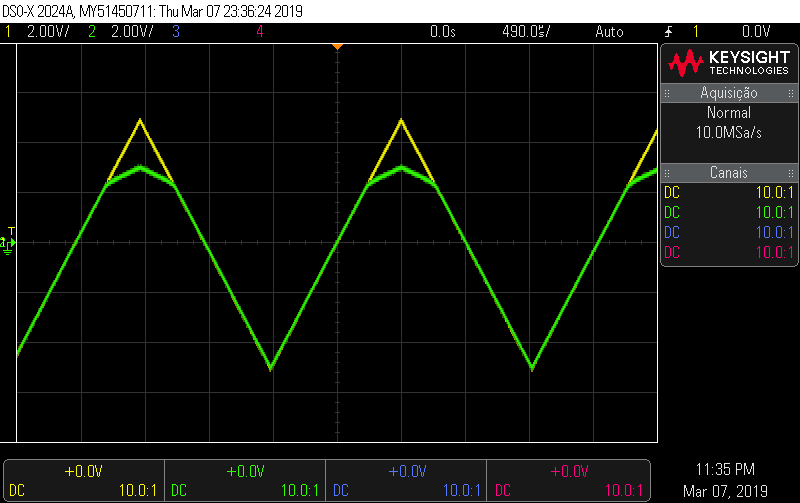 DSO-X 2024A, MY51450711: Thu Mar 07 23:36:24 2019
1 2.00V/ 2 2.00V/ 3 4 0.0s 490.0⅟/ Auto 1 0.0V
KEYSIGHT
TECHNOLOGIES
Aquisição
Normal
10.0MSa/s
Canais
DC 10.0:1
DC 10.0:1
DC 10.0:1
DC 10.0:1
T
2
+0.0V +0.0V +0.0V +0.0V
DC 10.0:1 DC 10.0:1 DC 10.0:1 DC 10.0:1
11:35 PM
Mar 07, 2019